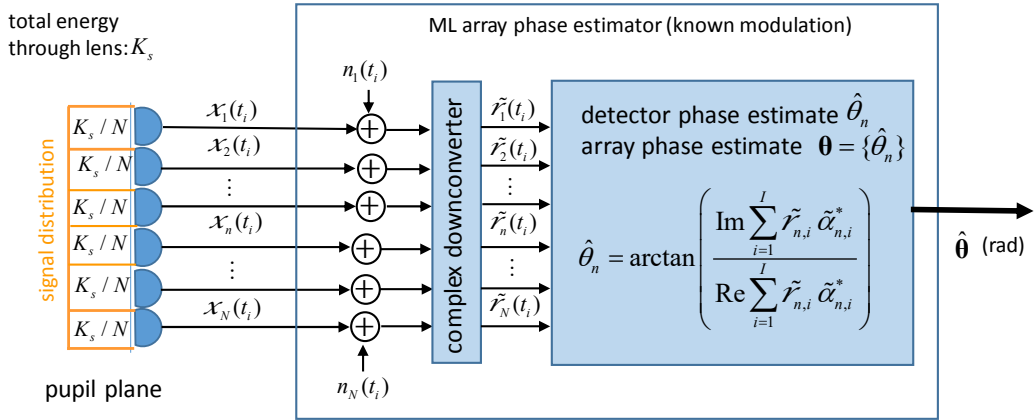 total energy
through lens: K_s
ML array phase estimator (known modulation)
n_1(t_i)
signal distribution
K_s / N
K_s / N
K_s / N
K_s / N
K_s / N
K_s / N
x_1(t_i)
x_2(t_i)
⋮
x_n(t_i)
⋮
x_N(t_i)
+
+
+
+
+
+
n_N(t_i)
complex downconverter
r̃_1(t_i)
r̃_2(t_i)
⋮
r̃_n(t_i)
⋮
r̃_N(t_i)
detector phase estimate θ̂_n
array phase estimate θ = {θ̂_n}
θ̂_n = arctan ( Im ∑_{i=1}^{I} r̃_{n,i} α̃*_{n,i} / Re ∑_{i=1}^{I} r̃_{n,i} α̃*_{n,i} )
θ̂ (rad)
pupil plane